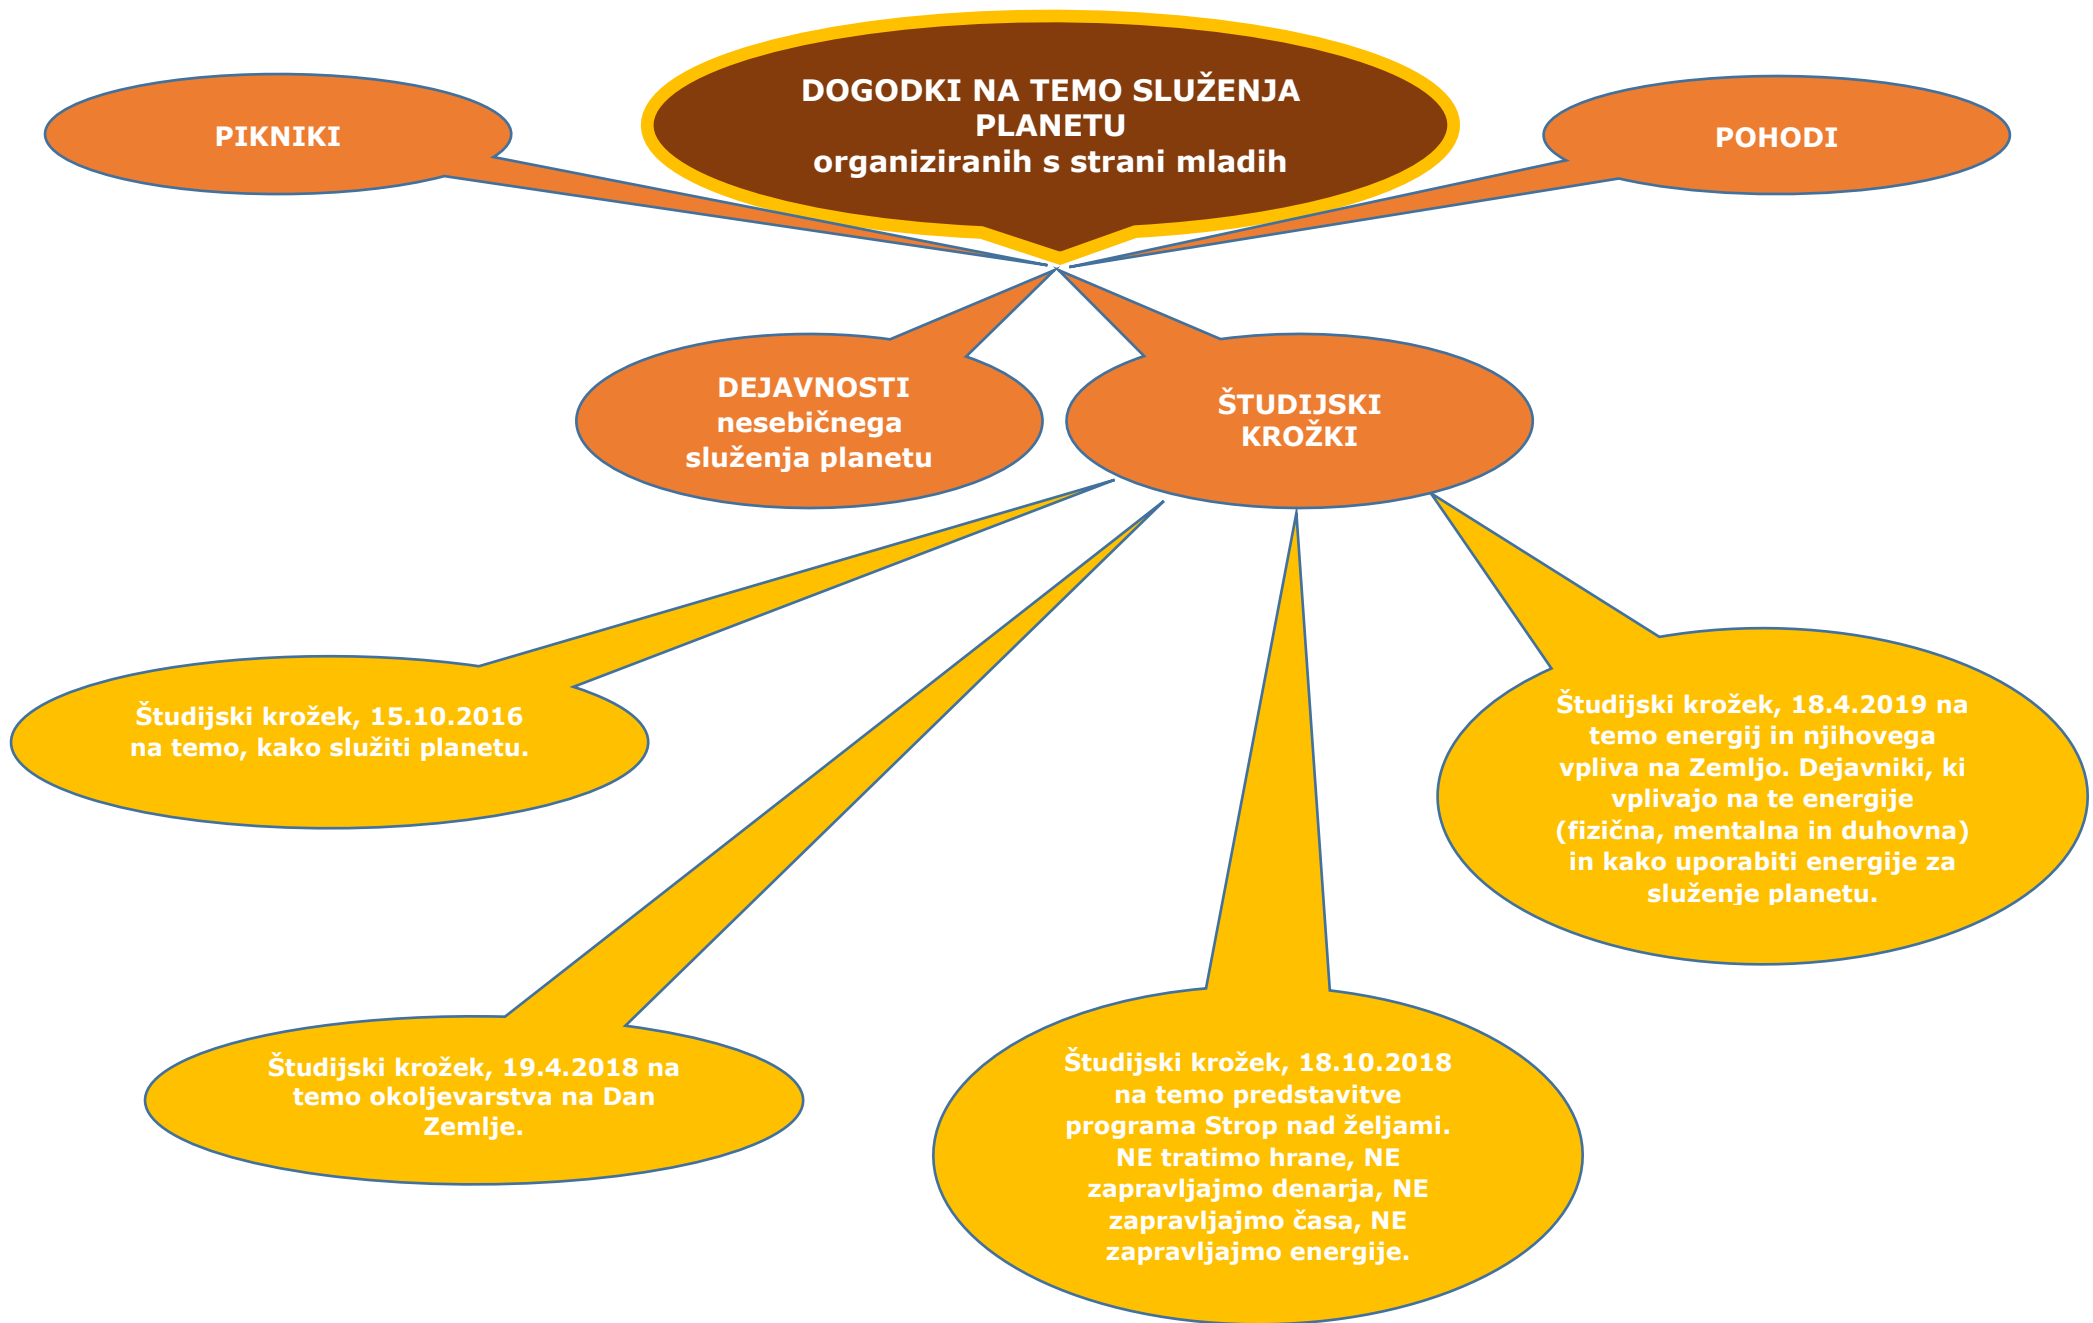 DOGODKI NA TEMO SLUŽENJA
PLANETU
organiziranih s strani mladih
PIKNIKI
POHODI
DEJAVNOSTI
nesebičnega
služenja planetu
ŠTUDIJSKI
KROŽKI
Študijski krožek, 15.10.2016
na temo, kako služiti planetu.
Študijski krožek, 19.4.2018 na
temo okoljevarstva na Dan
Zemlje.
Študijski krožek, 18.10.2018
na temo predstavitve
programa Strop nad željami.
NE tratimo hrane, NE
zapravljajmo denarja, NE
zapravljajmo časa, NE
zapravljajmo energije.
Študijski krožek, 18.4.2019 na
temo energij in njihovega
vpliva na Zemljo. Dejavniki, ki
vplivajo na te energije
(fizična, mentalna in duhovna)
in kako uporabiti energije za
služenje planetu.